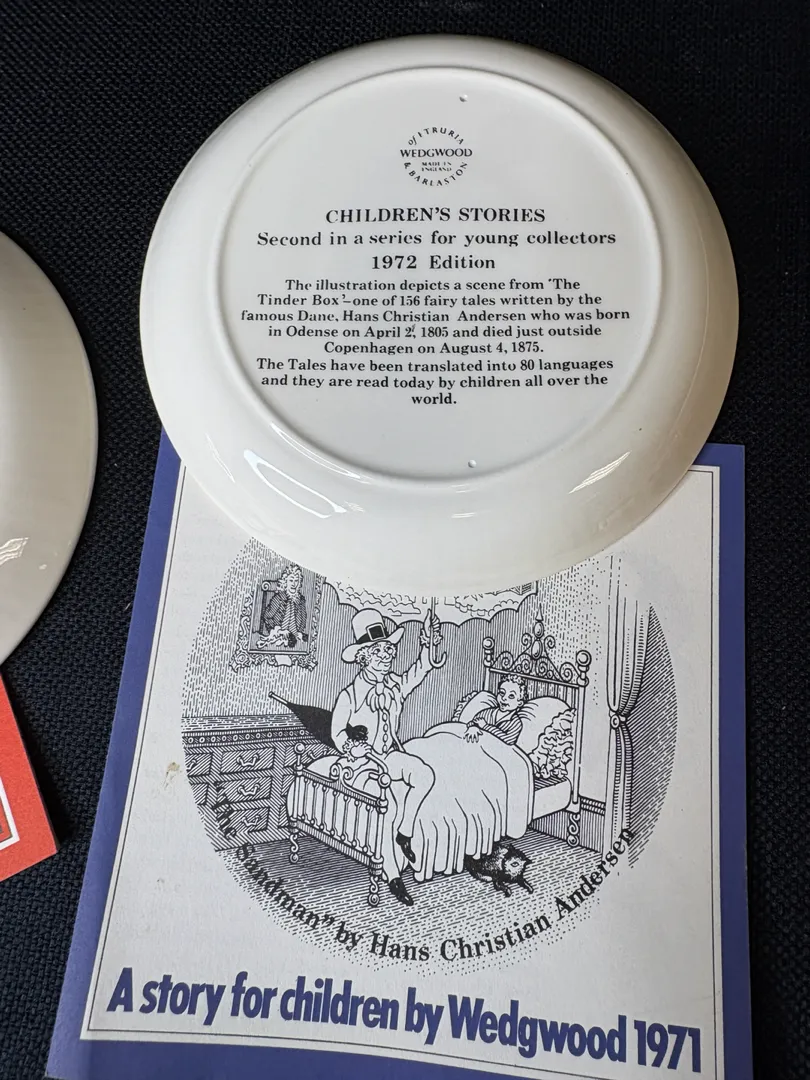 of ETRURIA
WEDGWOOD
MADE IN
ENGLAND
& BARLASTON
CHILDREN'S STORIES
Second in a series for young collectors
1972 Edition
The illustration depicts a scene from 'The
Tinder Box'-one of 156 fairy tales written by the
famous Dane, Hans Christian Andersen who was born
in Odense on April 2, 1805 and died just outside
Copenhagen on August 4, 1875.
The Tales have been translated into 80 languages
and they are read today by children all over the
world.
"The Sandman" by Hans Christian Andersen
A story for children by Wedgwood 1971